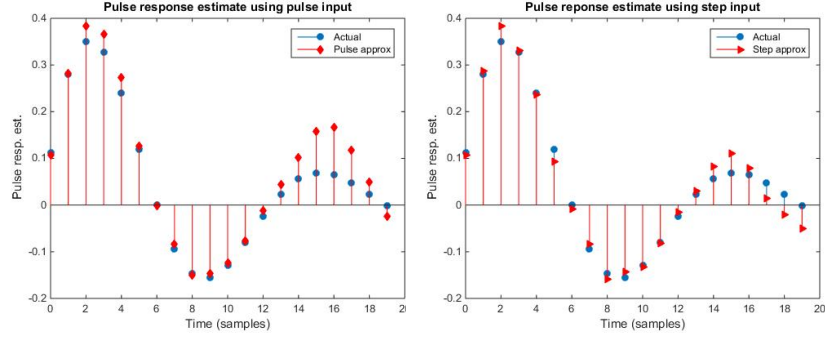 Pulse response estimate using pulse input
Pulse resp. est.
0.4
0.3
0.2
0.1
0
-0.1
-0.2
Actual
Pulse approx
0 2 4 6 8 10 12 14 16 18 20
Time (samples)
Pulse reponse estimate using step input
Pulse resp. est.
0.4
0.3
0.2
0.1
0
-0.1
-0.2
Actual
Step approx
0 2 4 6 8 10 12 14 16 18 20
Time (samples)